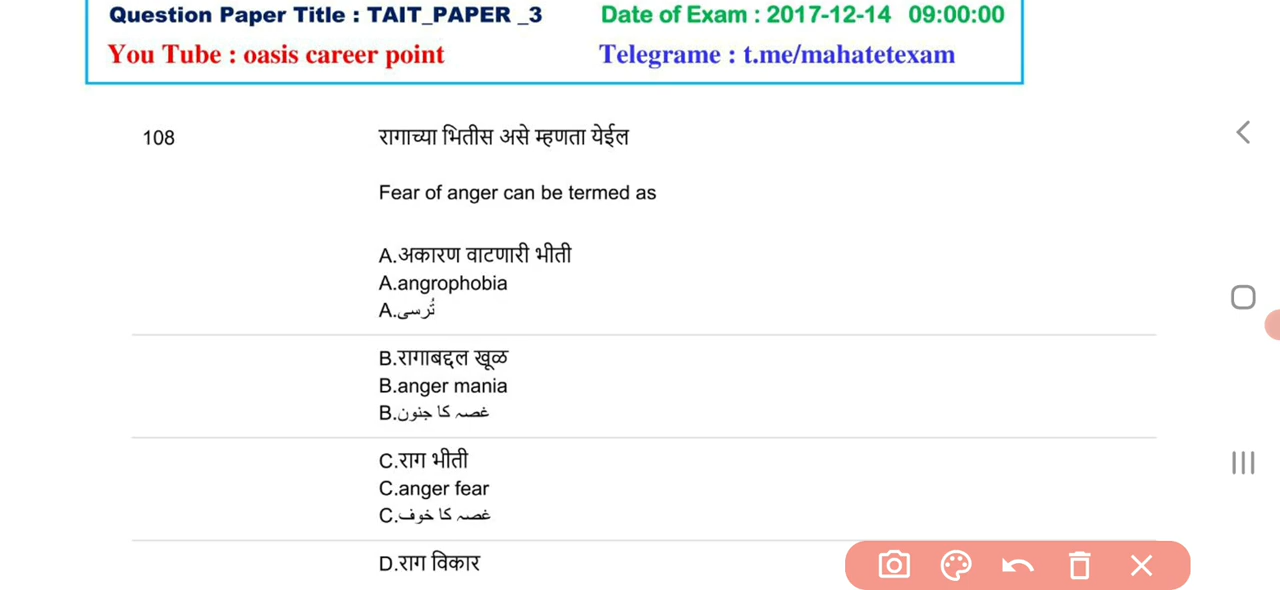 Question Paper Title : TAIT_PAPER _3 Date of Exam : 2017-12-14 09:00:00
You Tube : oasis career point Telegrame : t.me/mahatetexam
108 रागाच्या भितीस असे म्हणता येईल
Fear of anger can be termed as
A.अकारण वाटणारी भीती
A.angrophobia
A.تُرسی
B.रागाबद्दल खूळ
B.anger mania
B.غصہ کا جنون
C.राग भीती
C.anger fear
C.غصہ کا خوف
D.राग विकार